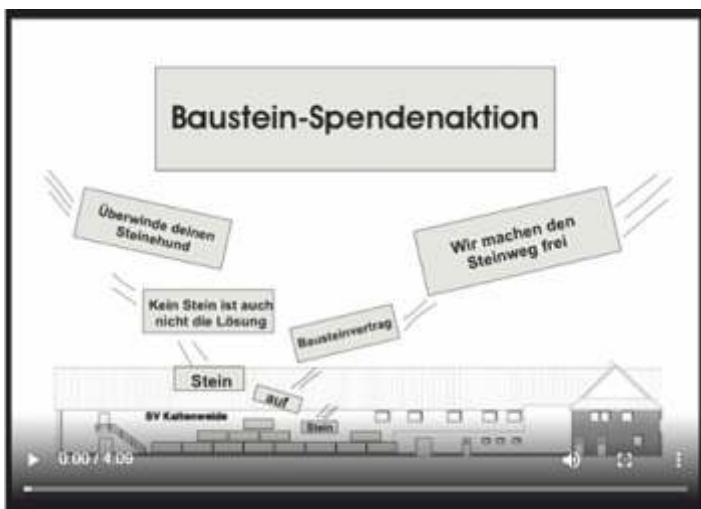 Baustein-Spendenaktion
Überwinde deinen
Steinehund
Wir machen den
Steinweg frei
Kein Stein ist auch
nicht die Lösung
Bausteinvertrag
Stein
auf
Stein
SV Kaltenweide
0:00 / 4:09